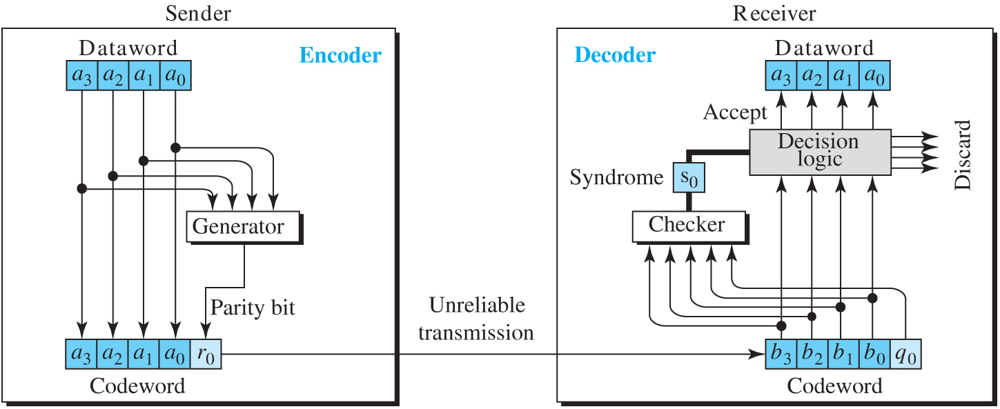 Sender
Receiver
Dataword
Encoder
a3 a2 a1 a0
Generator
Parity bit
a3 a2 a1 a0 r0
Codeword
Unreliable
transmission
Decoder
Dataword
a3 a2 a1 a0
Accept
Decision
logic
Discard
Syndrome
s0
Checker
b3 b2 b1 b0 q0
Codeword